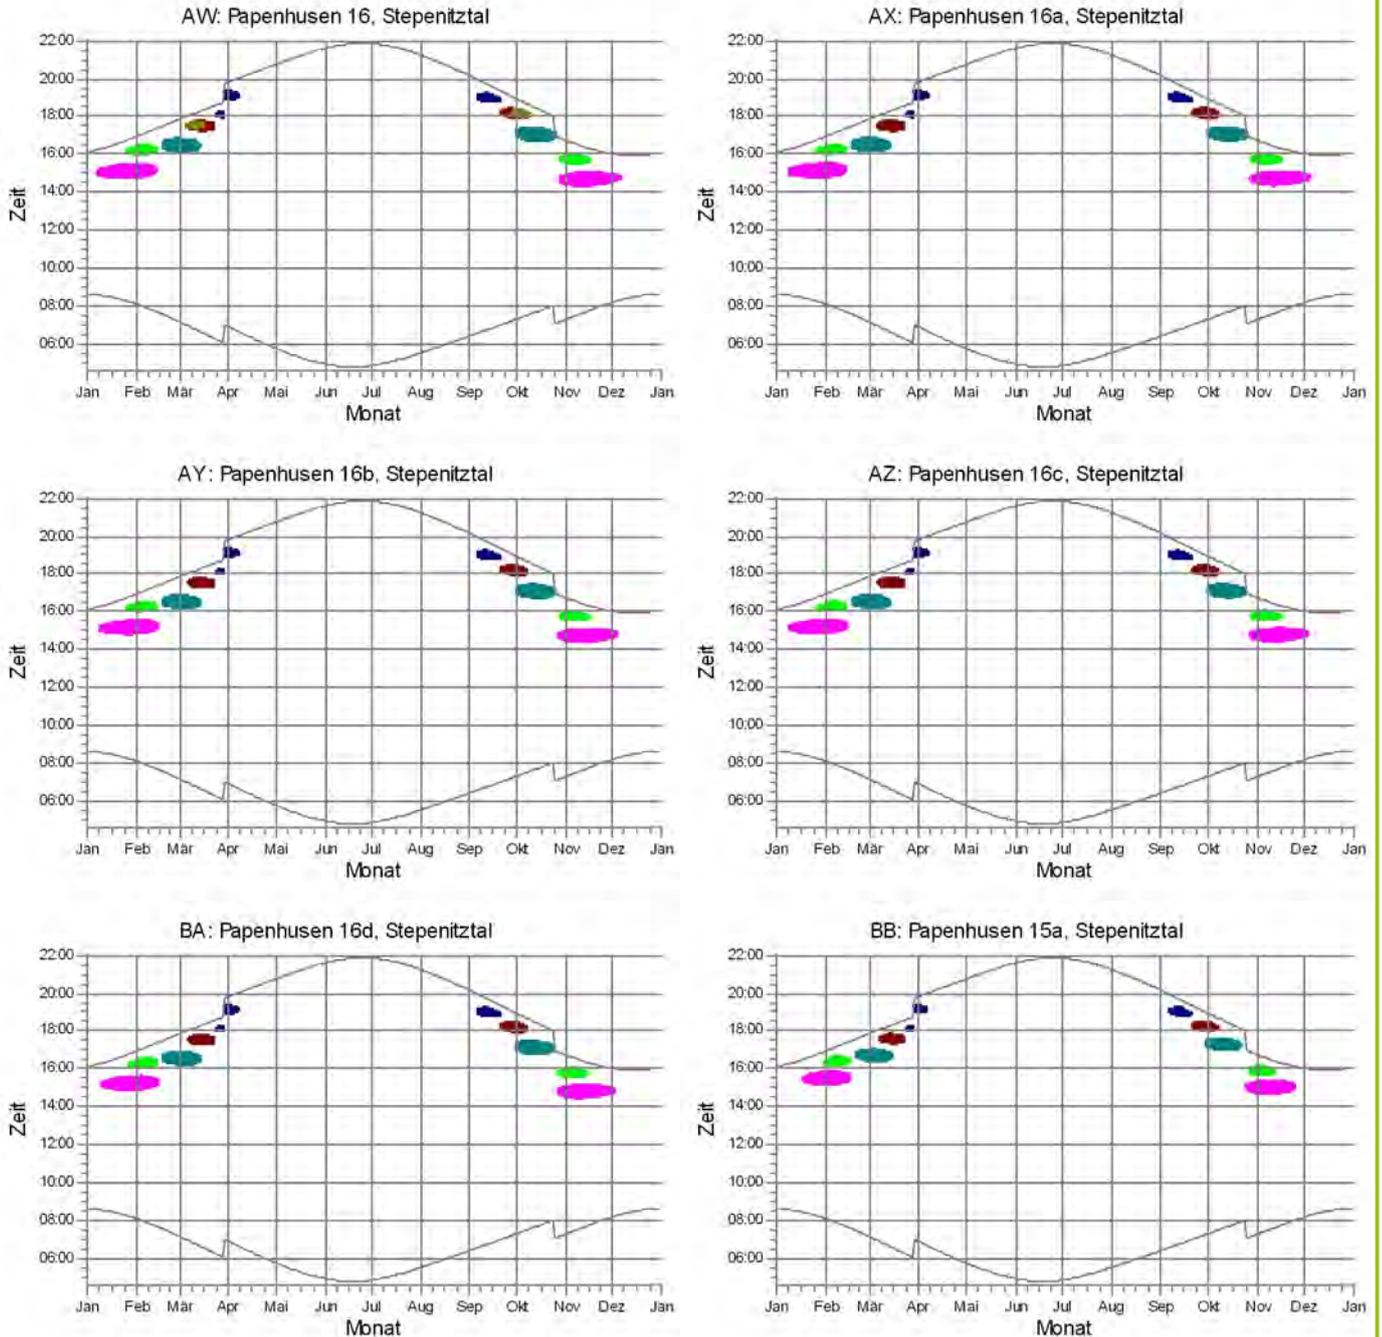 AW: Papenhusen 16, Stepenitztal
22:00
20:00
18:00
16:00
14:00
12:00
10:00
08:00
06:00
Zeit
Jan Feb Mär Apr Mai Jun Jul Aug Sep Okt Nov Dez Jan
Monat
AX: Papenhusen 16a, Stepenitztal
22:00
20:00
18:00
16:00
14:00
12:00
10:00
08:00
06:00
Zeit
Jan Feb Mär Apr Mai Jun Jul Aug Sep Okt Nov Dez Jan
Monat
AY: Papenhusen 16b, Stepenitztal
22:00
20:00
18:00
16:00
14:00
12:00
10:00
08:00
06:00
Zeit
Jan Feb Mär Apr Mai Jun Jul Aug Sep Okt Nov Dez Jan
Monat
AZ: Papenhusen 16c, Stepenitztal
22:00
20:00
18:00
16:00
14:00
12:00
10:00
08:00
06:00
Zeit
Jan Feb Mär Apr Mai Jun Jul Aug Sep Okt Nov Dez Jan
Monat
BA: Papenhusen 16d, Stepenitztal
22:00
20:00
18:00
16:00
14:00
12:00
10:00
08:00
06:00
Zeit
Jan Feb Mär Apr Mai Jun Jul Aug Sep Okt Nov Dez Jan
Monat
BB: Papenhusen 15a, Stepenitztal
22:00
20:00
18:00
16:00
14:00
12:00
10:00
08:00
06:00
Zeit
Jan Feb Mär Apr Mai Jun Jul Aug Sep Okt Nov Dez Jan
Monat